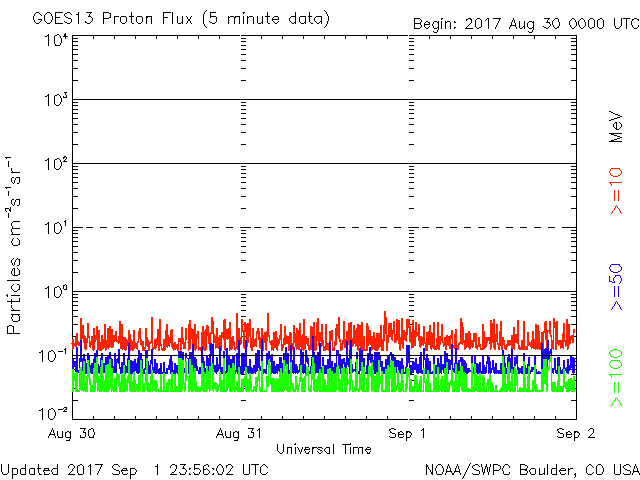 GOES13 Proton Flux (5 minute data)
Begin: 2017 Aug 30 0000 UTC
Particles cm⁻²s⁻¹sr⁻¹
10⁴
10³
10²
10¹
10⁰
10⁻¹
10⁻²
Aug 30
Aug 31
Sep 1
Sep 2
Universal Time
MeV
>=10
>=50
>=100
Updated 2017 Sep 1 23:56:02 UTC
NOAA/SWPC Boulder, CO USA